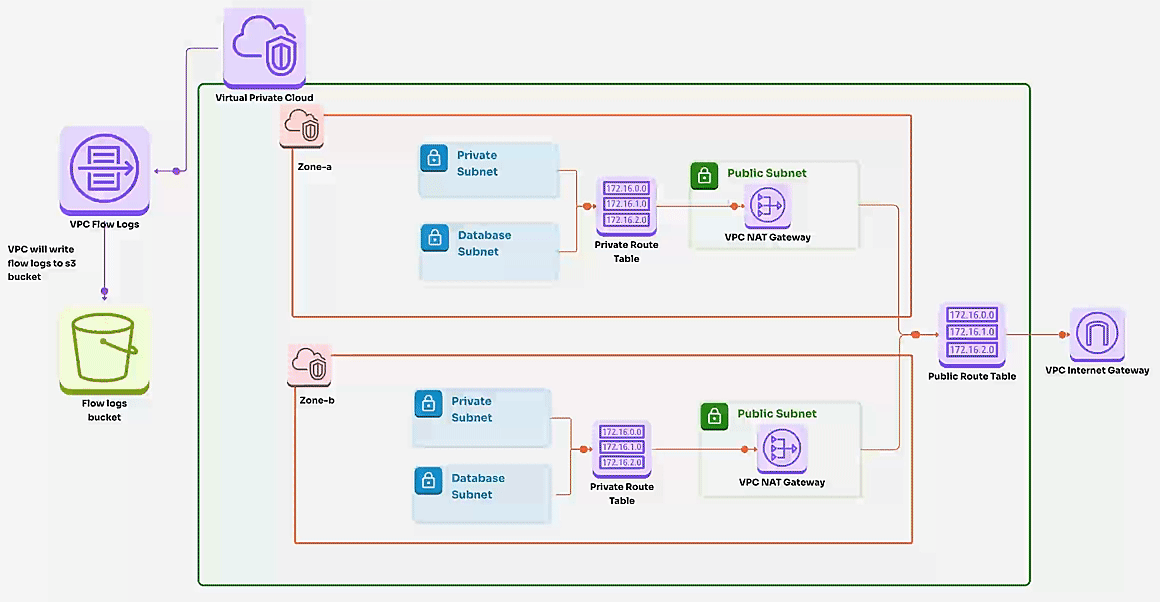 Virtual Private Cloud
Zone-a
Private
Subnet
Database
Subnet
172.16.0.0
172.16.1.0
172.16.2.0
Private Route
Table
Public Subnet
VPC NAT Gateway
VPC Flow Logs
VPC will write
flow logs to s3
bucket
Flow logs
bucket
172.16.0.0
172.16.1.0
172.16.2.0
Public Route Table
VPC Internet Gateway
Zone-b
Private
Subnet
Database
Subnet
172.16.0.0
172.16.1.0
172.16.2.0
Private Route
Table
Public Subnet
VPC NAT Gateway